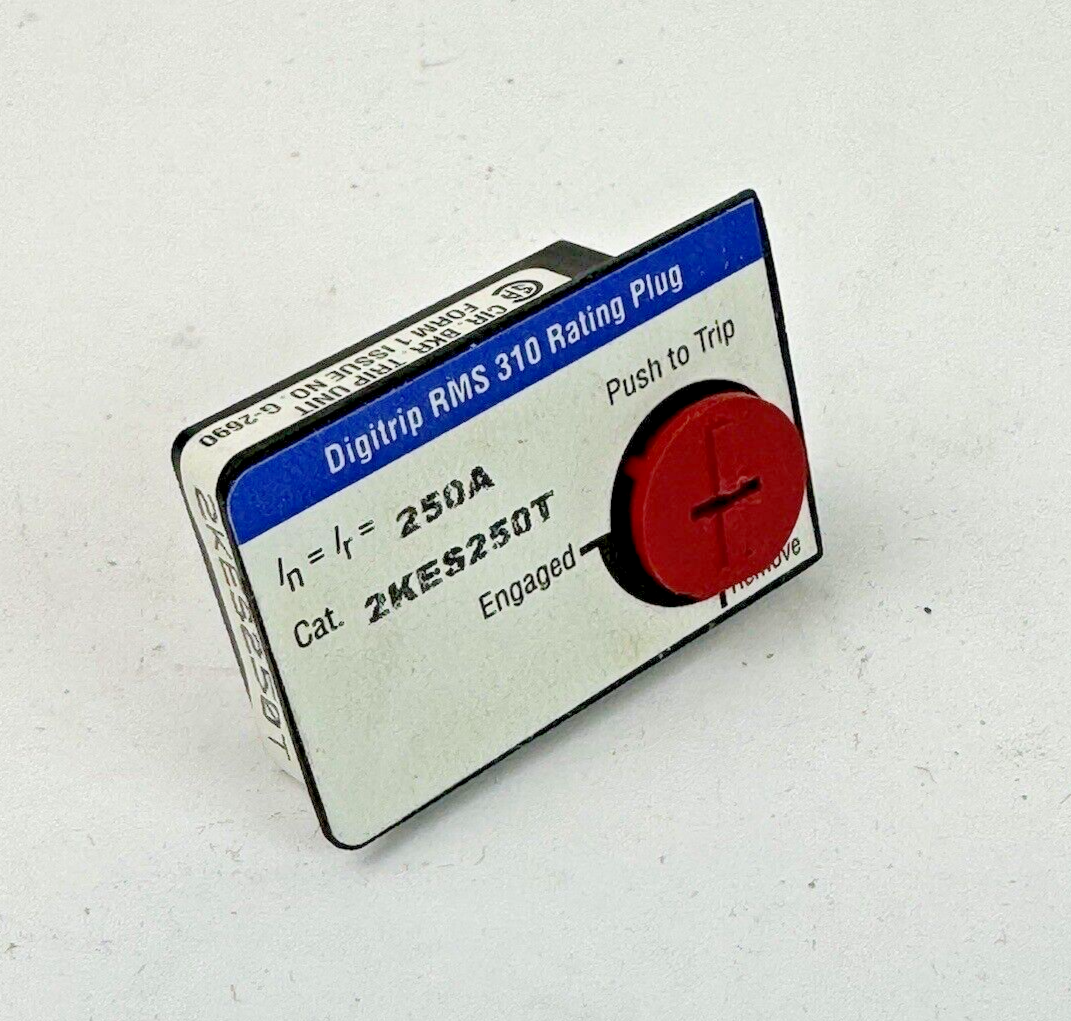 SA CIR. BKR. TRIP UNIT
FORM 1 ISSUE NO. G-2690
Digitrip RMS 310 Rating Plug
Push to Trip
In = Ir = 250A
Cat. 2KES250T
Engaged
Remove
2KES250T